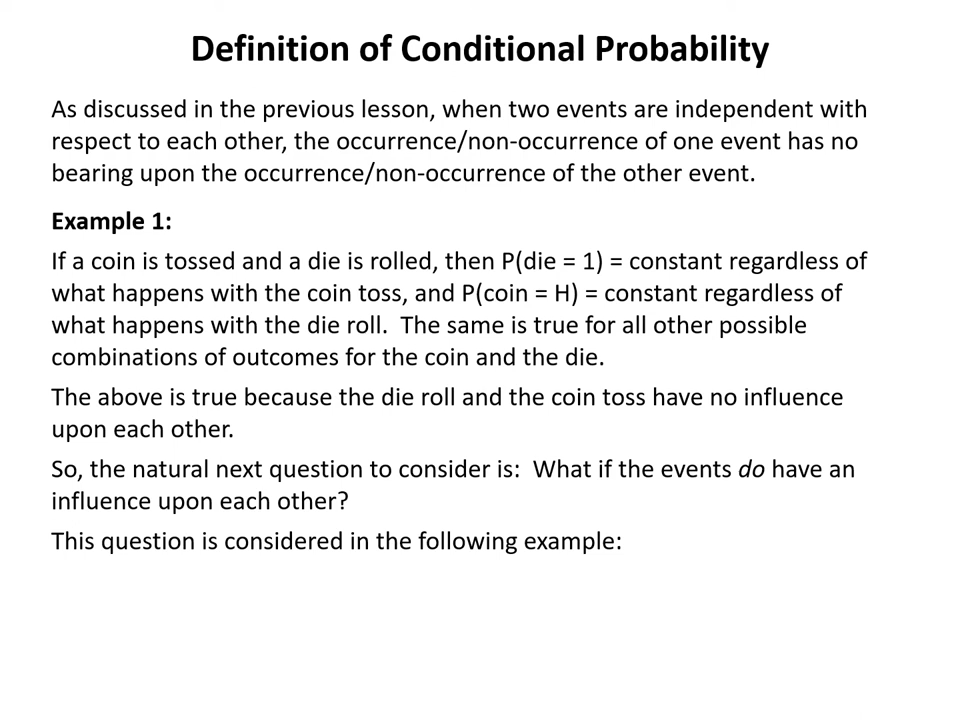 Definition of Conditional Probability
As discussed in the previous lesson, when two events are independent with
respect to each other, the occurrence/non-occurrence of one event has no
bearing upon the occurrence/non-occurrence of the other event.
Example 1:
If a coin is tossed and a die is rolled, then P(die = 1) = constant regardless of
what happens with the coin toss, and P(coin = H) = constant regardless of
what happens with the die roll.  The same is true for all other possible
combinations of outcomes for the coin and the die.
The above is true because the die roll and the coin toss have no influence
upon each other.
So, the natural next question to consider is:  What if the events do have an
influence upon each other?
This question is considered in the following example: